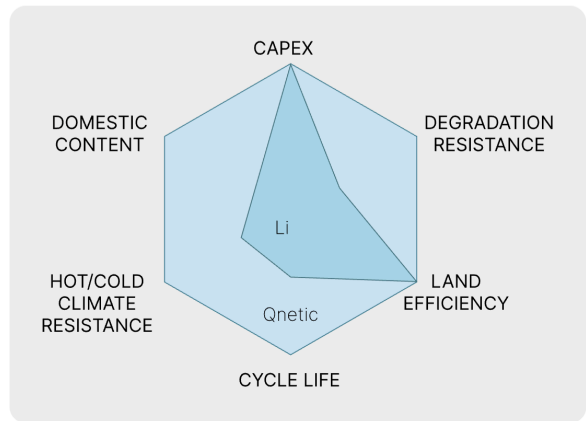 CAPEX
DOMESTIC
CONTENT
DEGRADATION
RESISTANCE
Li
HOT/COLD
CLIMATE
RESISTANCE
LAND
EFFICIENCY
Qnetic
CYCLE LIFE